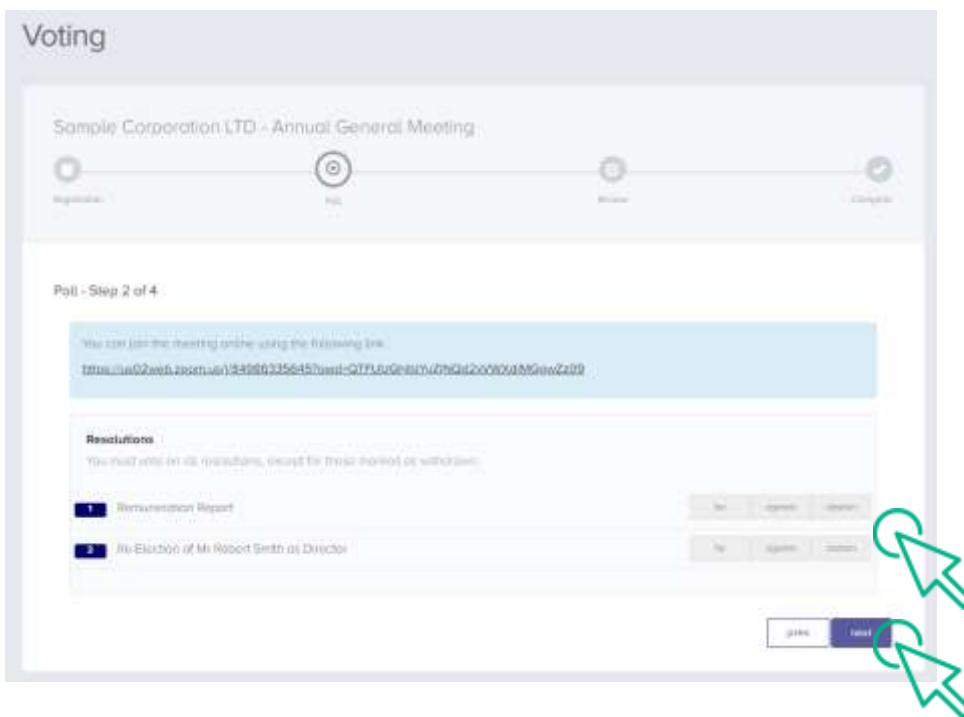 Voting
Sample Corporation LTD - Annual General Meeting
Registration
Poll
Review
Complete
Poll - Step 2 of 4
You can join the meeting online using the following link
Resolutions
You must vote on all resolutions, except for those marked as withdrawn.
1 Remuneration Report for against abstain
2 Re-Election of Mr Robert Smith as Director for against abstain
prev next